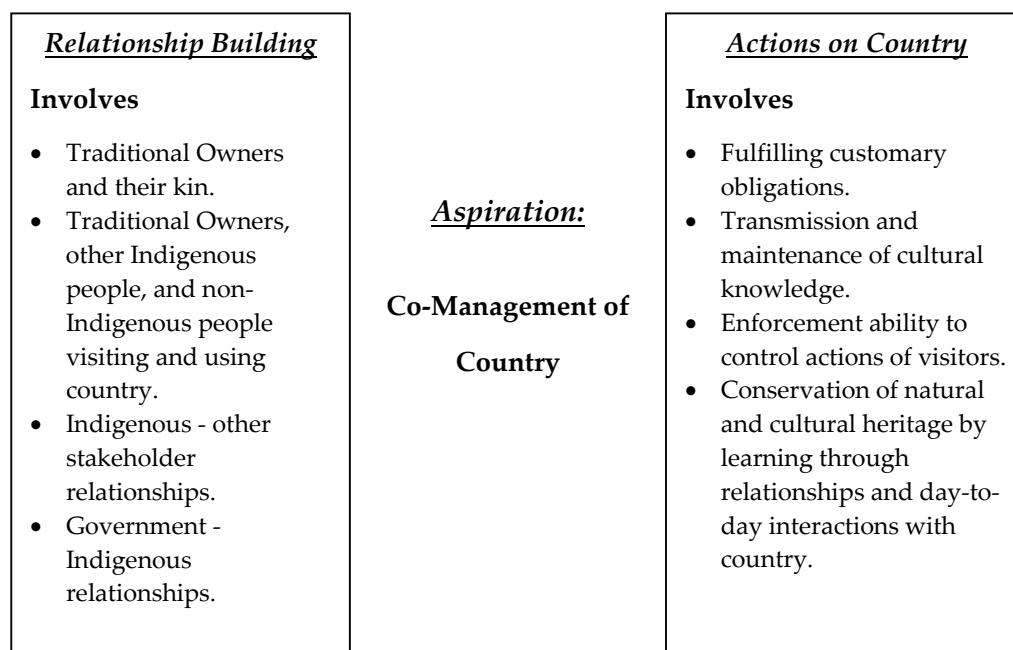 Relationship Building
Involves
• Traditional Owners
and their kin.
• Traditional Owners,
other Indigenous
people, and non-
Indigenous people
visiting and using
country.
• Indigenous - other
stakeholder
relationships.
• Government -
Indigenous
relationships.
Aspiration:
Co-Management of
Country
Actions on Country
Involves
• Fulfilling customary
obligations.
• Transmission and
maintenance of cultural
knowledge.
• Enforcement ability to
control actions of visitors.
• Conservation of natural
and cultural heritage by
learning through
relationships and day-to-
day interactions with
country.